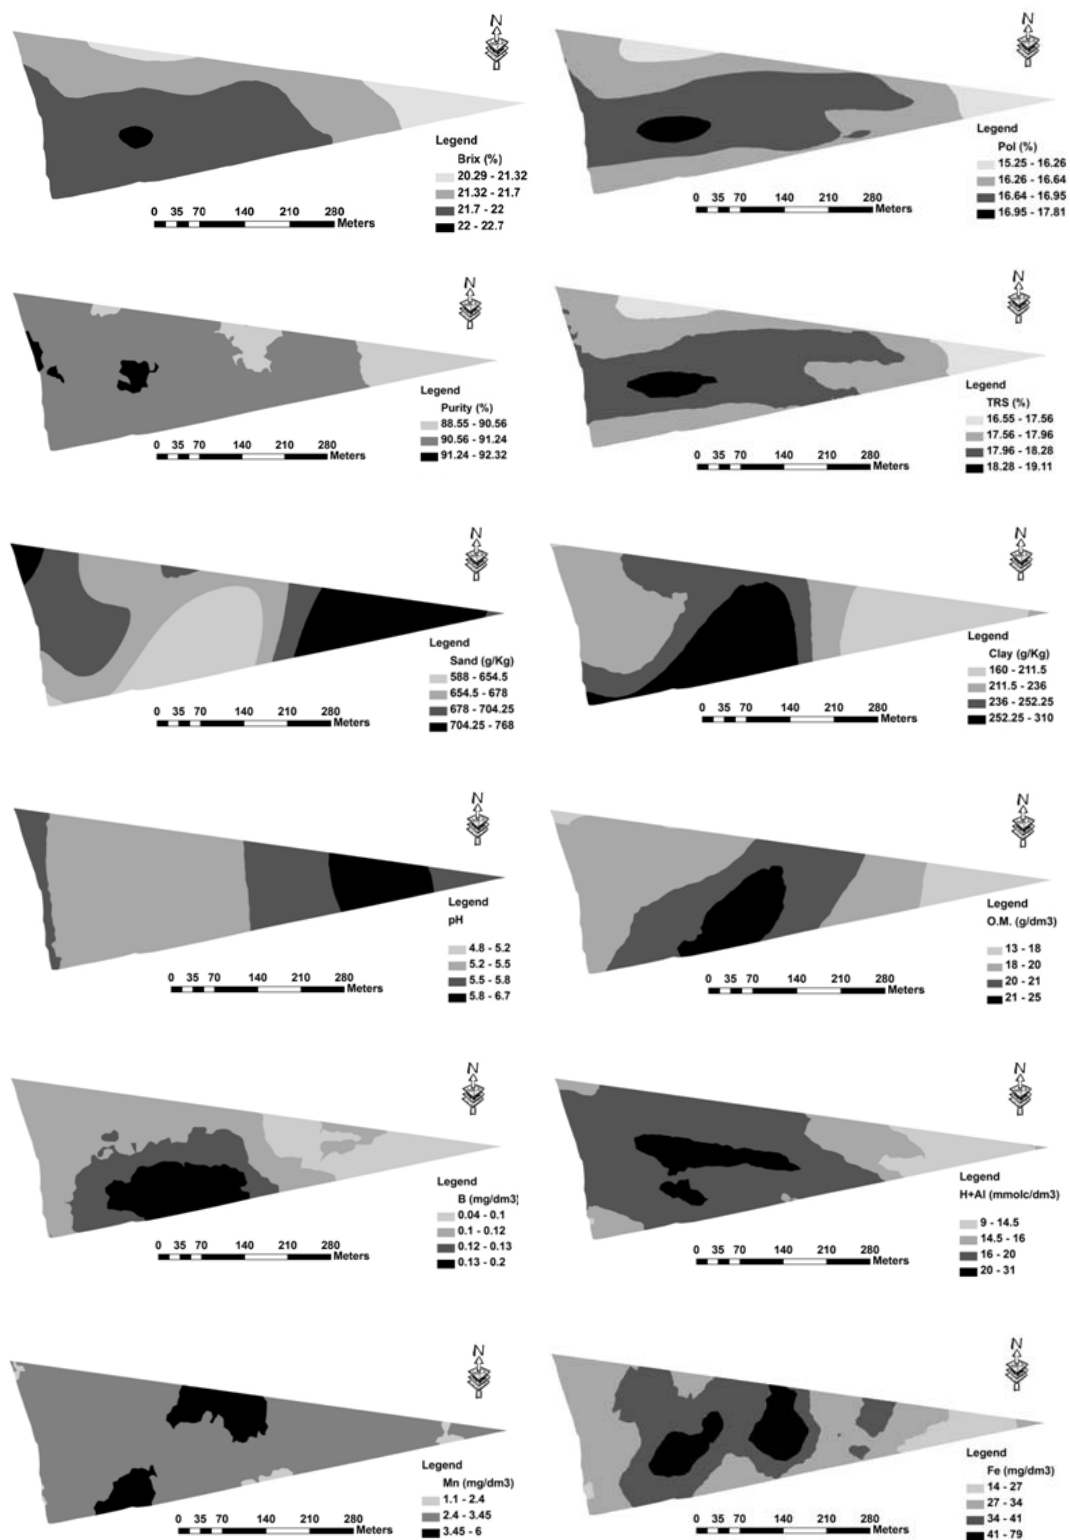 N
Legend
Brix (%)
20.29 - 21.32
21.32 - 21.7
21.7 - 22
22 - 22.7
0 35 70 140 210 280
Meters
N
Legend
Pol (%)
15.25 - 16.26
16.26 - 16.64
16.64 - 16.95
16.95 - 17.81
0 35 70 140 210 280
Meters
N
Legend
Purity (%)
88.55 - 90.56
90.56 - 91.24
91.24 - 92.32
0 35 70 140 210 280
Meters
N
Legend
TRS (%)
16.55 - 17.56
17.56 - 17.96
17.96 - 18.28
18.28 - 19.11
0 35 70 140 210 280
Meters
N
Legend
Sand (g/Kg)
588 - 654.5
654.5 - 678
678 - 704.25
704.25 - 768
0 35 70 140 210 280
Meters
N
Legend
Clay (g/Kg)
160 - 211.5
211.5 - 236
236 - 252.25
252.25 - 310
0 35 70 140 210 280
Meters
N
Legend
pH
4.8 - 5.2
5.2 - 5.5
5.5 - 5.8
5.8 - 6.7
0 35 70 140 210 280
Meters
N
Legend
O.M. (g/dm3)
13 - 18
18 - 20
20 - 21
21 - 25
0 35 70 140 210 280
Meters
N
Legend
B (mg/dm3)
0.04 - 0.1
0.1 - 0.12
0.12 - 0.13
0.13 - 0.2
0 35 70 140 210 280
Meters
N
Legend
H+Al (mmolc/dm3)
9 - 14.5
14.5 - 16
16 - 20
20 - 31
0 35 70 140 210 280
Meters
N
Legend
Mn (mg/dm3)
1.1 - 2.4
2.4 - 3.45
3.45 - 6
0 35 70 140 210 280
Meters
N
Legend
Fe (mg/dm3)
14 - 27
27 - 34
34 - 41
41 - 79
0 35 70 140 210 280
Meters